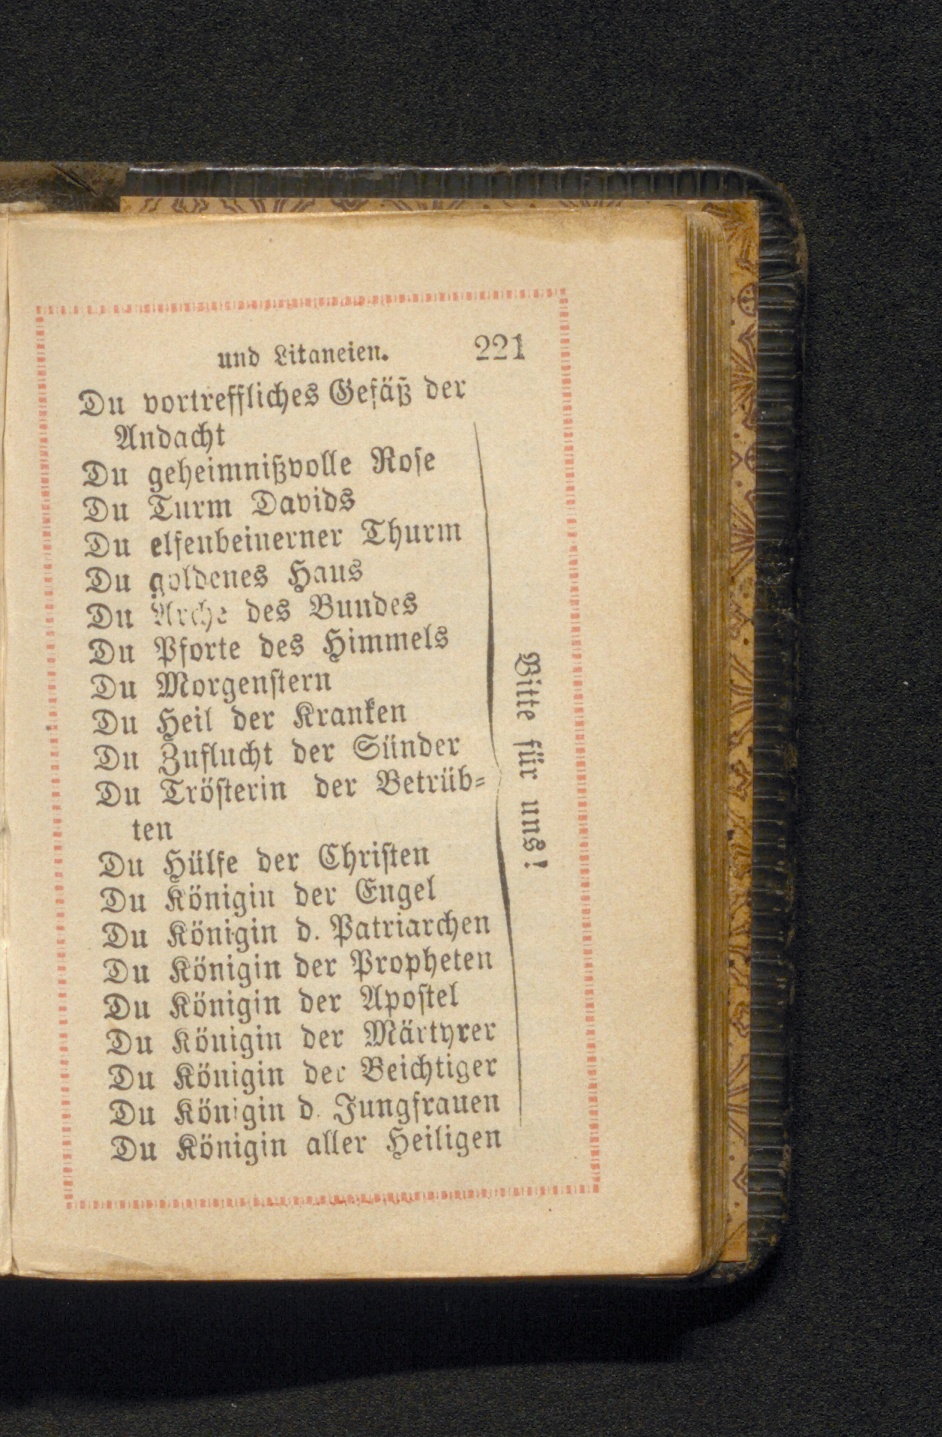 und Litaneien. 221
Du vortreffliches Gefäß der
Andacht
Du geheimnißvolle Rose
Du Turm Davids
Du elfenbeinerner Thurm
Du goldenes Haus
Du Arche des Bundes
Du Pforte des Himmels
Du Morgenstern
Du Heil der Kranken
Du Zuflucht der Sünder
Du Trösterin der Betrüb-
ten
Du Hülfe der Christen
Du Königin der Engel
Du Königin d. Patriarchen
Du Königin der Propheten
Du Königin der Apostel
Du Königin der Märtyrer
Du Königin der Beichtiger
Du Königin d. Jungfrauen
Du Königin aller Heiligen
Bitte für uns!